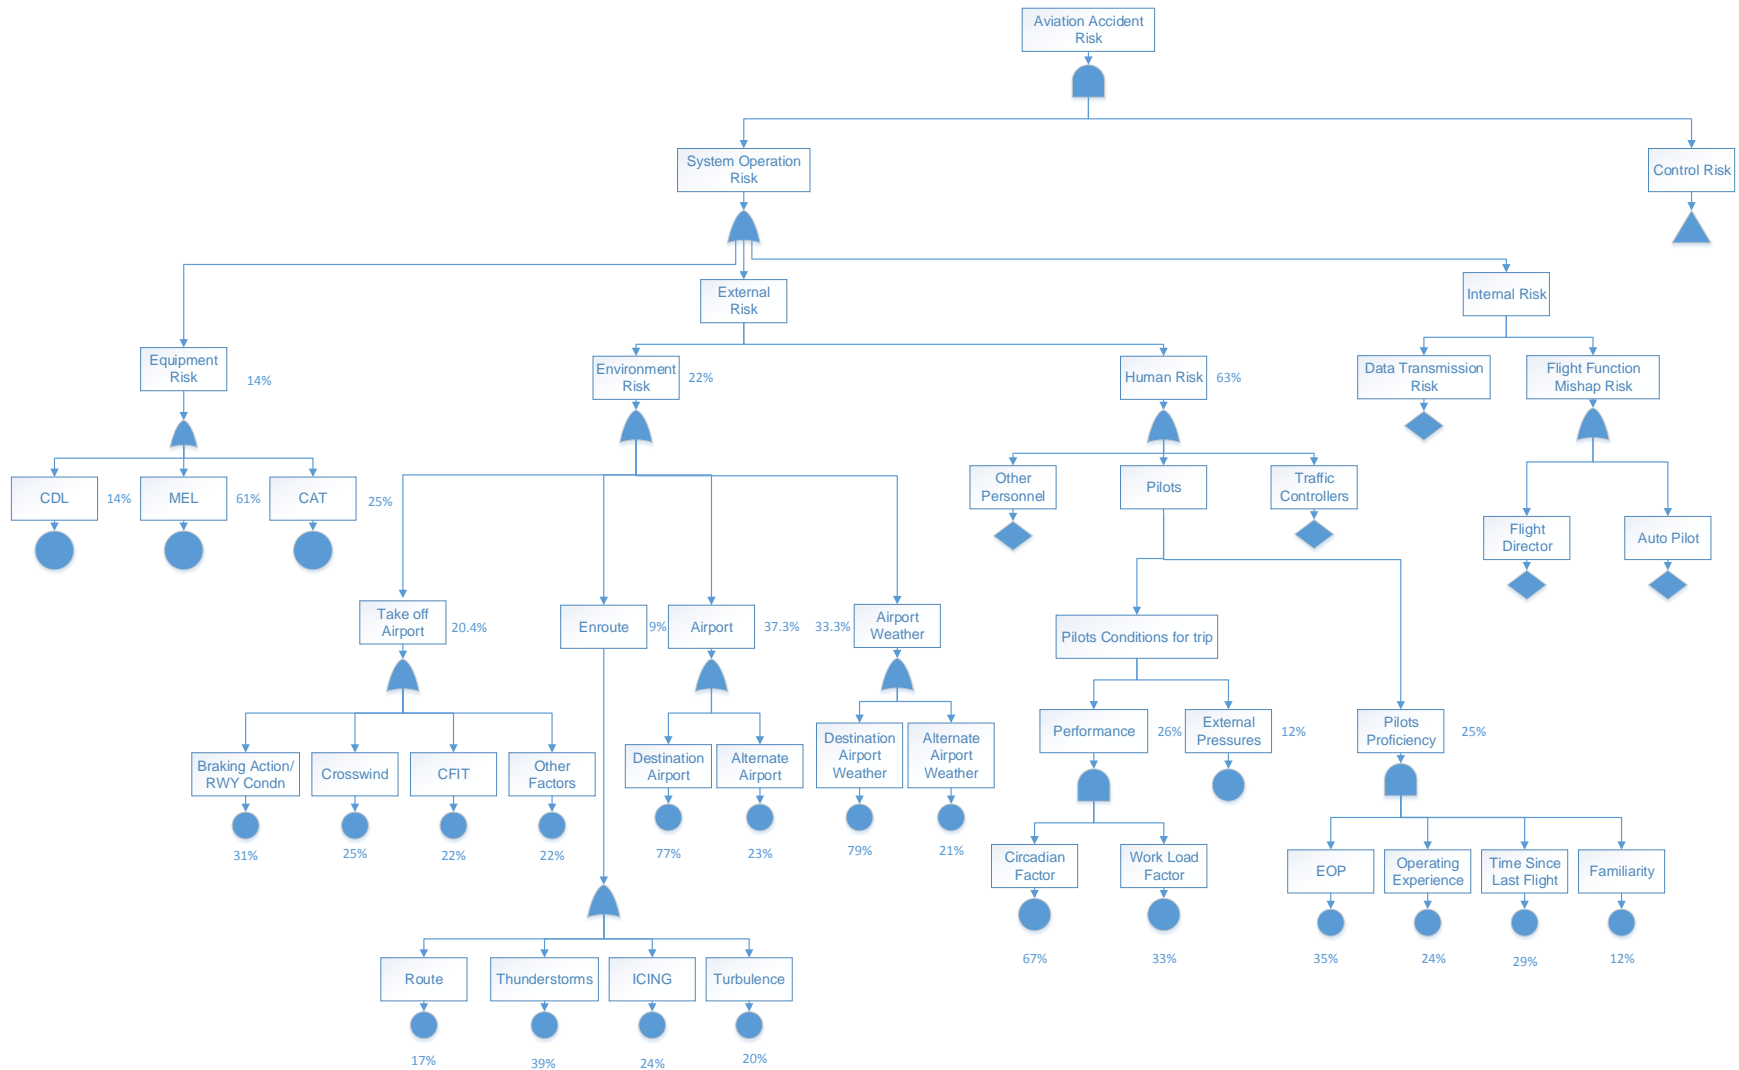 Aviation Accident
Risk
System Operation
Risk
Control Risk
External
Risk
Internal Risk
Equipment
Risk
14%
Environment
Risk
22%
Human Risk
63%
Data Transmission
Risk
Flight Function
Mishap Risk
CDL
14%
MEL
61%
CAT
25%
Other
Personnel
Pilots
Traffic
Controllers
Flight
Director
Auto Pilot
Take off
Airport
20.4%
Enroute
9%
Airport
37.3%
33.3%
Airport
Weather
Pilots Conditions for trip
Braking Action/
RWY Condn
Crosswind
CFIT
Other
Factors
Destination
Airport
Alternate
Airport
Destination
Airport
Weather
Alternate
Airport
Weather
Performance
26%
External
Pressures
12%
Pilots
Proficiency
25%
31%
25%
22%
22%
77%
23%
79%
21%
Circadian
Factor
Work Load
Factor
EOP
Operating
Experience
Time Since
Last Flight
Familiarity
67%
33%
35%
24%
29%
12%
Route
Thunderstorms
ICING
Turbulence
17%
39%
24%
20%